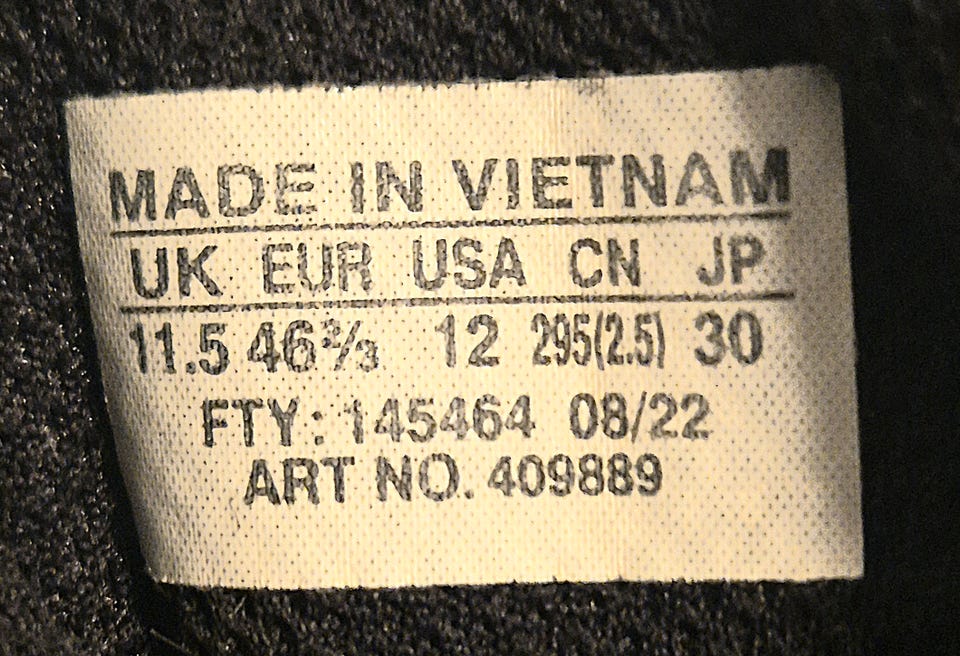 MADE IN VIETNAM
UK EUR USA CN JP
11.5 46⅔ 12 295(2.5) 30
FTY: 145464 08/22
ART NO. 409889